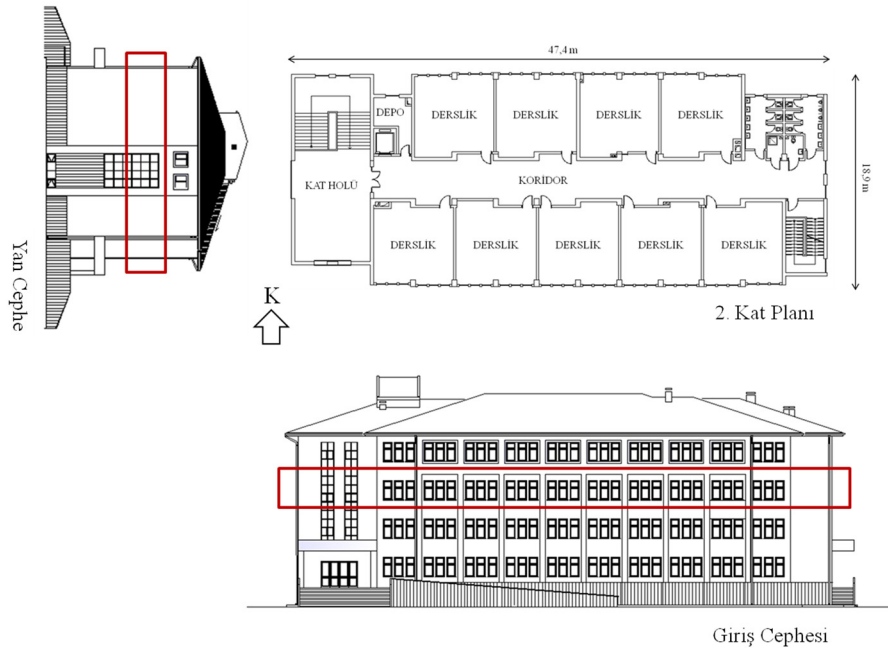 47,4 m
DEPO
DERSLİK
DERSLİK
DERSLİK
DERSLİK
KAT HOLÜ
KORİDOR
18,9 m
DERSLİK
DERSLİK
DERSLİK
DERSLİK
DERSLİK
Yan Cephe
K
2. Kat Planı
Giriş Cephesi